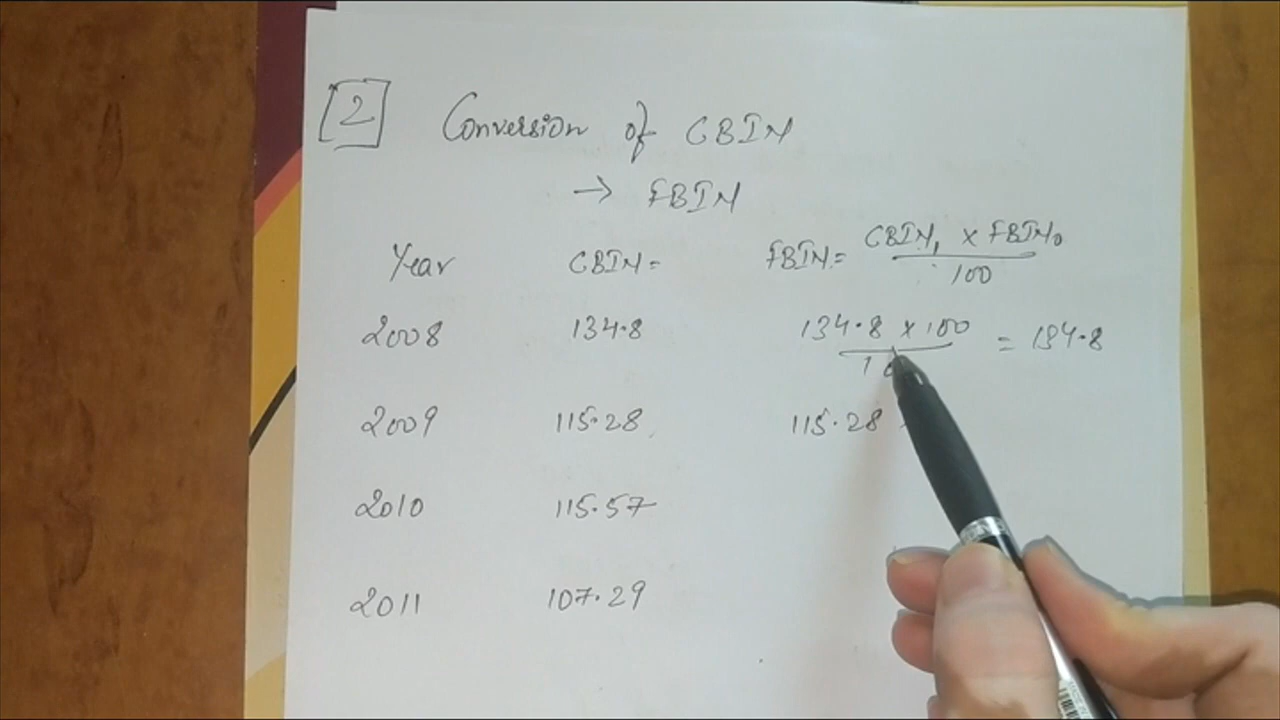 [2] Conversion of CBIN
→ FBIN
Year CBIN = FBIN = CBIN₁ × FBIN₀ / 100
2008 134.8 134.8 × 100 / = 134.8
2009 115.28 115.28
2010 115.57
2011 107.29